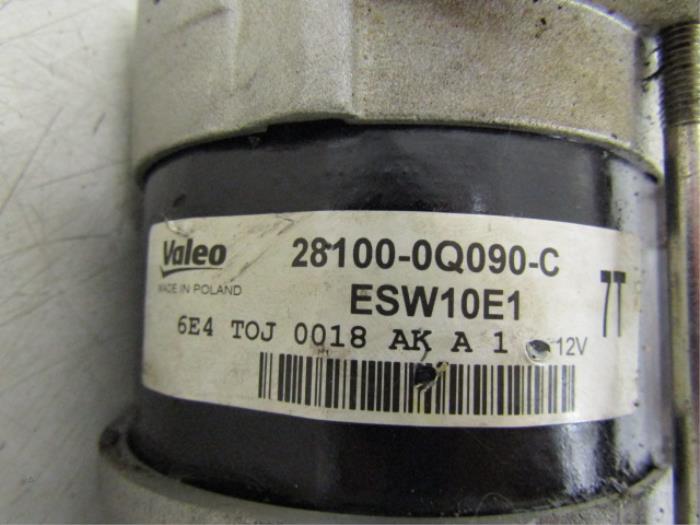 Valeo
MADE IN POLAND
28100-0Q090-C
ESW10E1
7T
6E4 TOJ 0018 AK A 1
12V